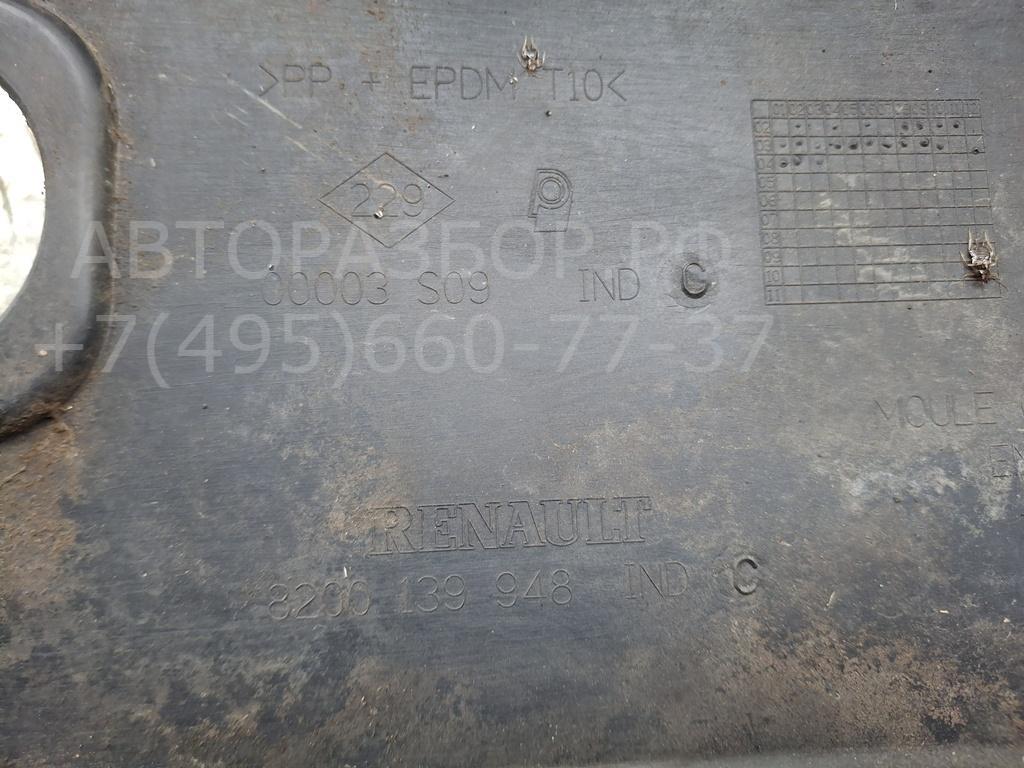 >PP + EPDM T10<
229
АВТОРАЗБОР.РФ
00003 S09 IND C
+7(495)660-77-37
MOULE
RENAULT
8200 139 948 IND C